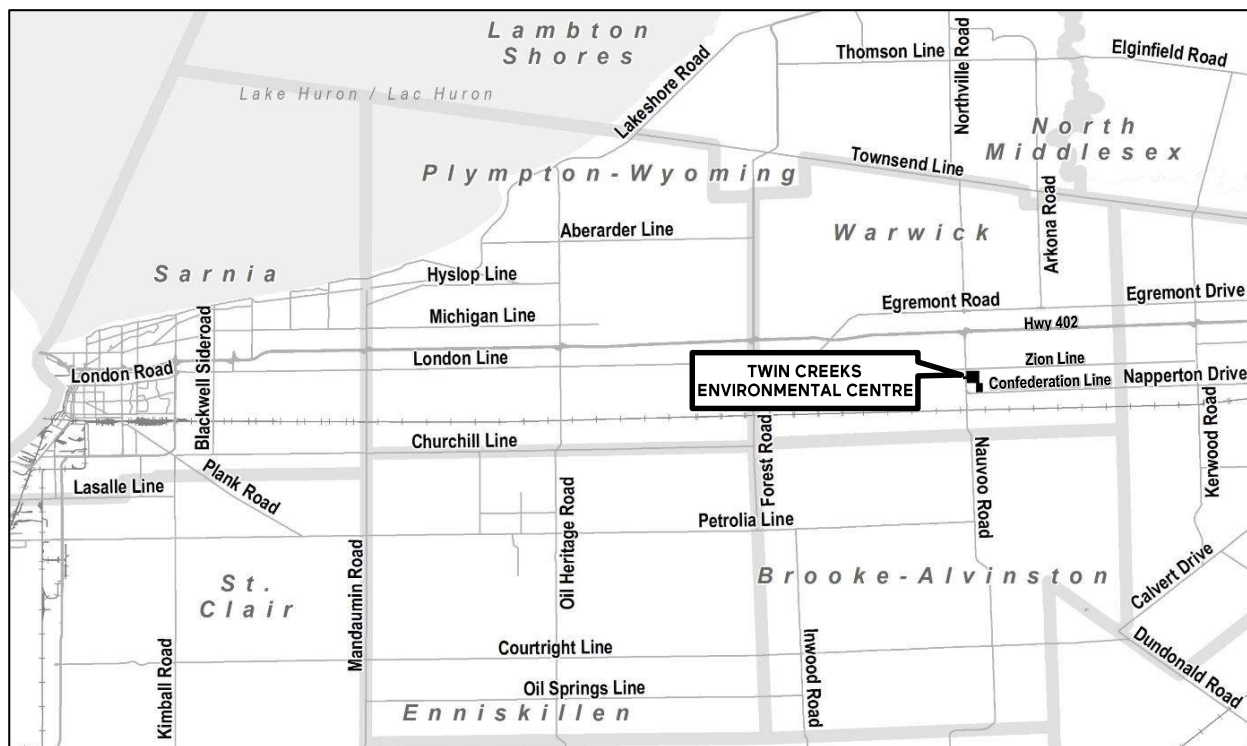 Lambton
Shores
Thomson Line
Northville Road
Elginfield Road
Lake Huron / Lac Huron
Lakeshore Road
North
Middlesex
Plympton-Wyoming
Townsend Line
Aberarder Line
Warwick
Arkona Road
Sarnia
Hyslop Line
Egremont Road
Egremont Drive
Michigan Line
Hwy 402
Blackwell Sideroad
London Line
Zion Line
London Road
TWIN CREEKS
ENVIRONMENTAL CENTRE
Confederation Line
Napperton Drive
Churchill Line
Forest Road
Nauvoo Road
Kerwood Road
Lasalle Line
Plank Road
Oil Heritage Road
Petrolia Line
St.
Clair
Mandaumin Road
Brooke-Alvinston
Calvert Drive
Kimball Road
Courtright Line
Inwood Road
Dundonald Road
Oil Springs Line
Enniskillen